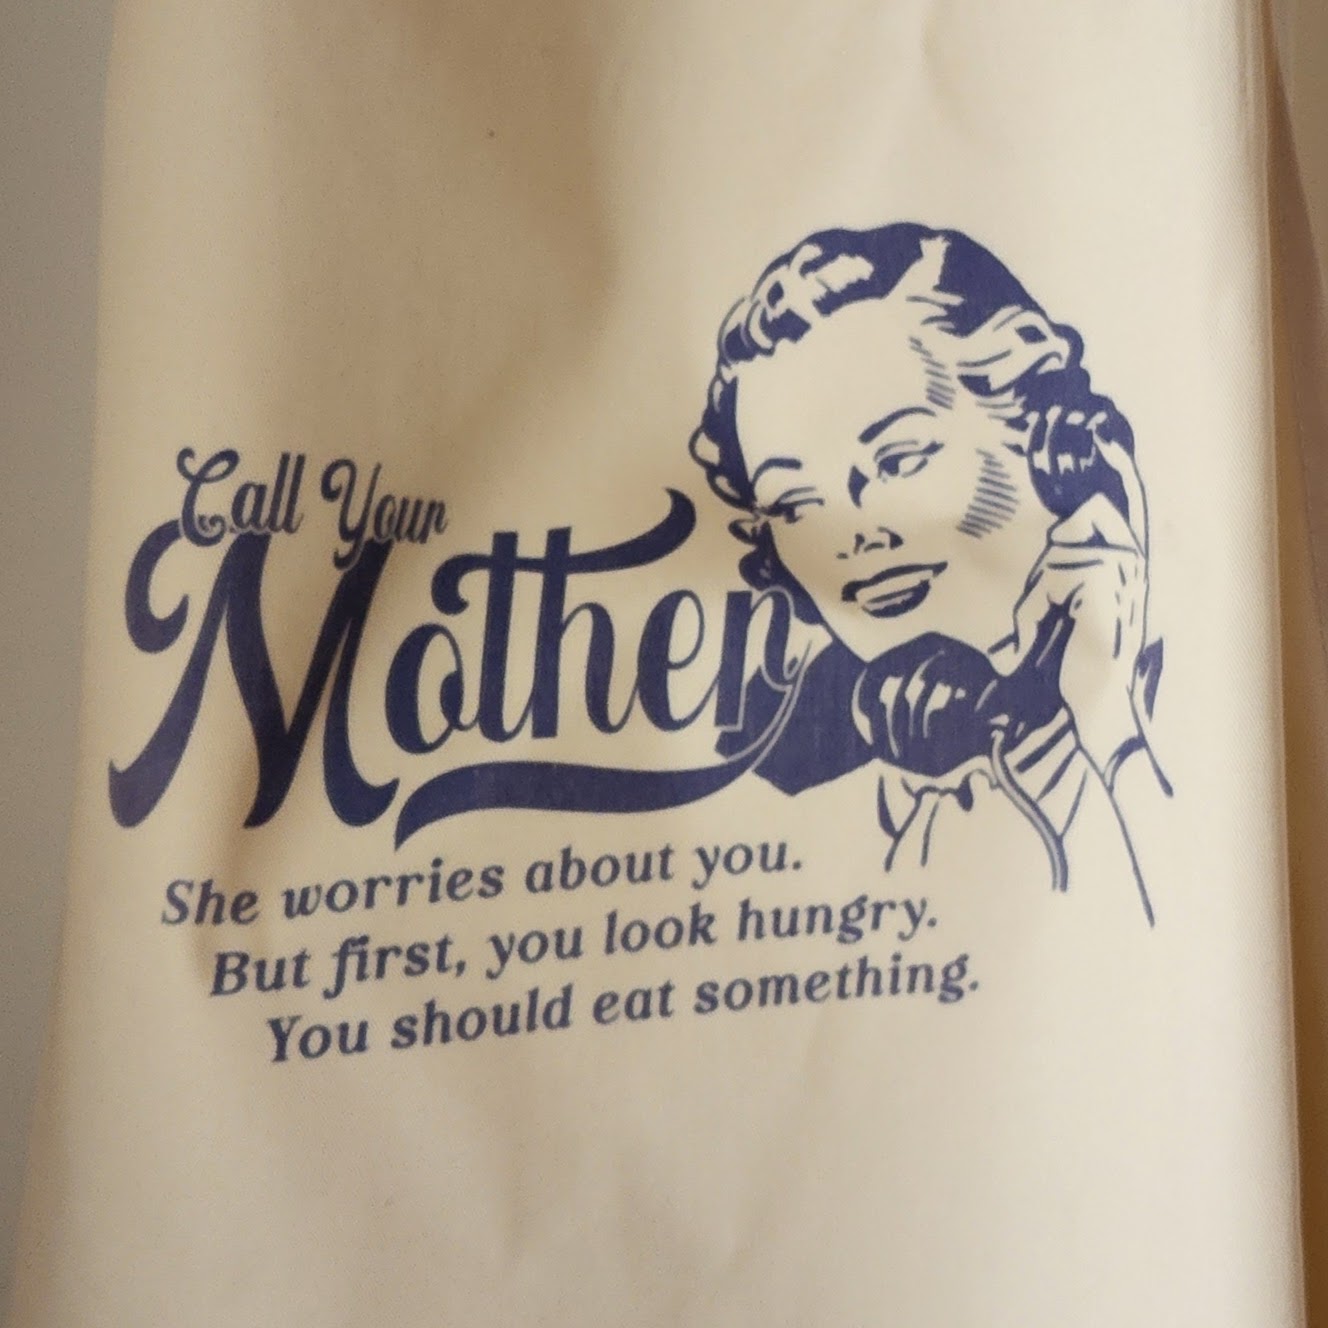 Call Your
Mother
She worries about you.
But first, you look hungry.
You should eat something.